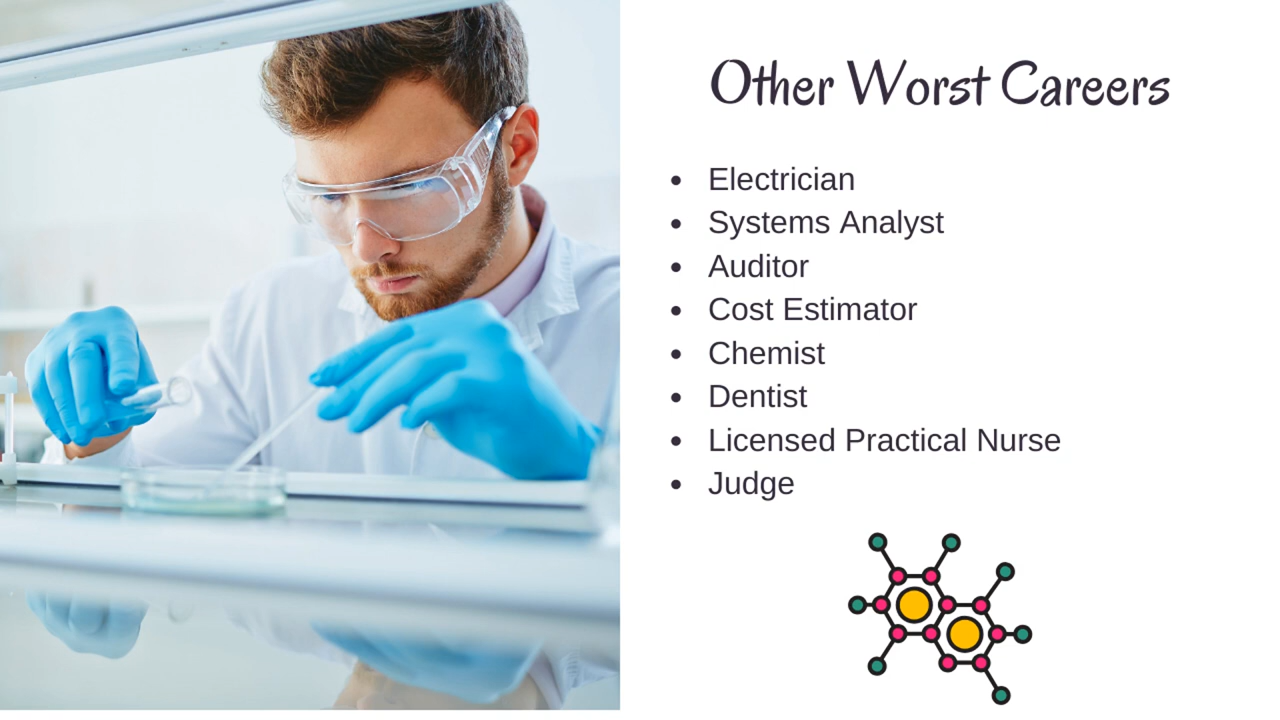 Other Worst Careers
• Electrician
• Systems Analyst
• Auditor
• Cost Estimator
• Chemist
• Dentist
• Licensed Practical Nurse
• Judge